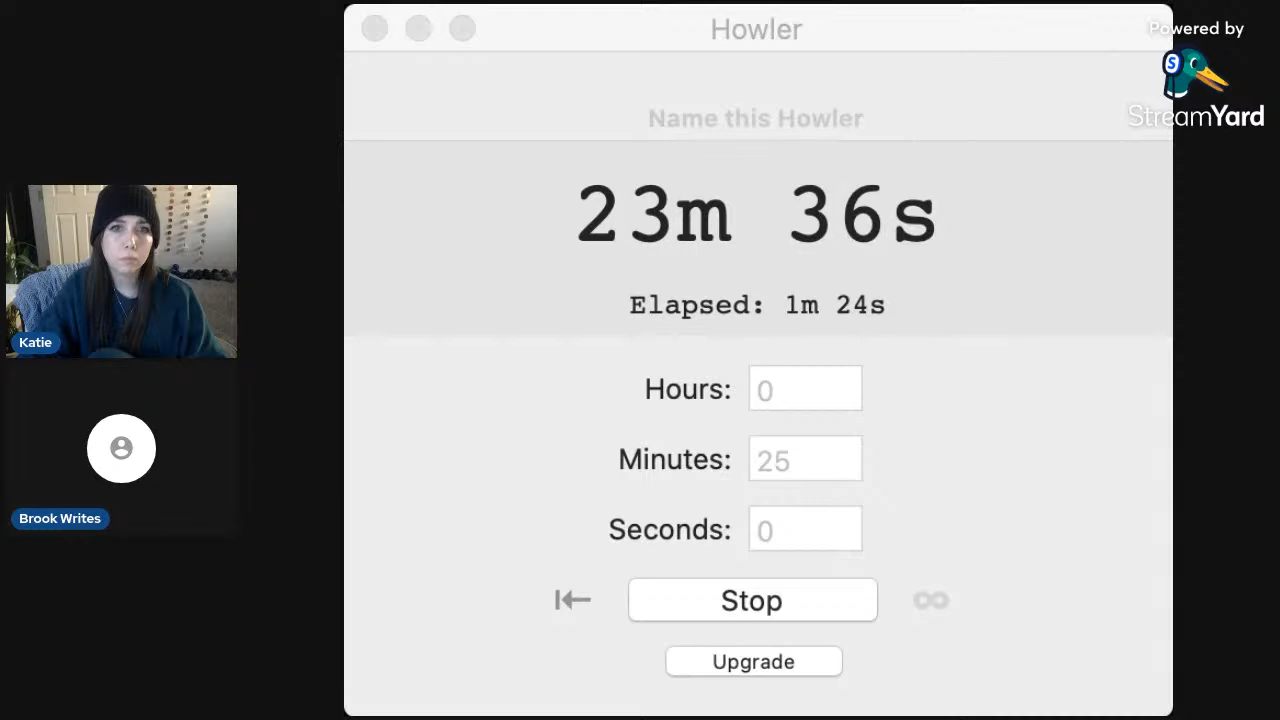 Howler
Powered by
StreamYard
Name this Howler
23m 36s
Elapsed: 1m 24s
Hours: 0
Minutes: 25
Seconds: 0
Stop
Upgrade
Katie
Brook Writes